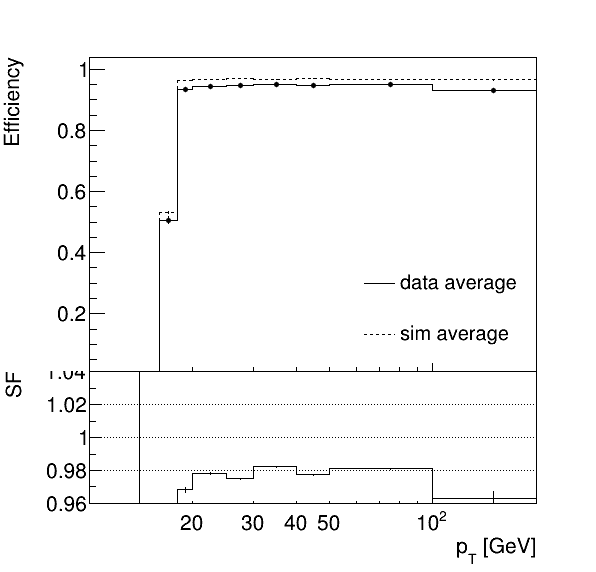 Efficiency
1
0.8
0.6
0.4
0.2
data average
sim average
SF
1.04
1.02
1
0.98
0.96
20 30 40 50 10²
p_T [GeV]